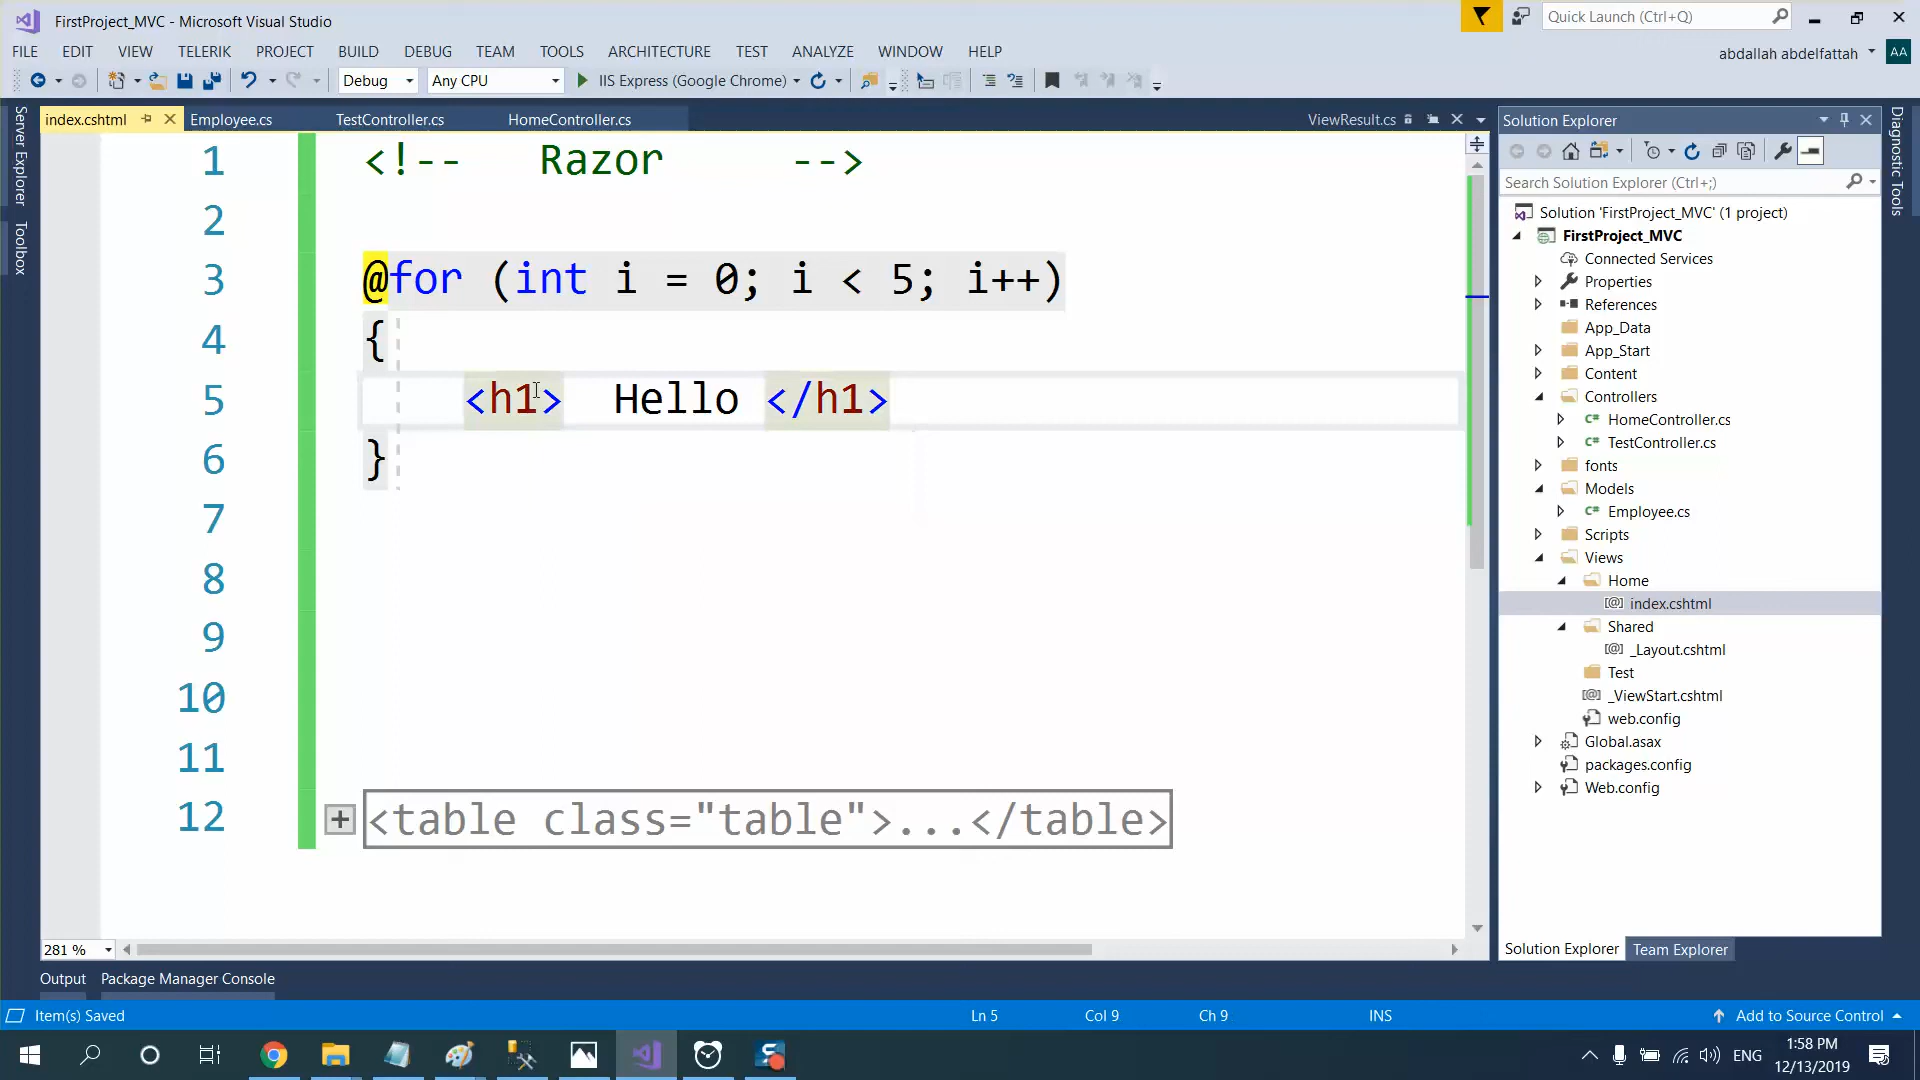 FirstProject_MVC - Microsoft Visual Studio
Quick Launch (Ctrl+Q)
FILE EDIT VIEW TELERIK PROJECT BUILD DEBUG TEAM TOOLS ARCHITECTURE TEST ANALYZE WINDOW HELP
abdallah abdelfattah AA
Debug Any CPU IIS Express (Google Chrome)
index.cshtml Employee.cs TestController.cs HomeController.cs ViewResult.cs
Server Explorer
Toolbox
1 <!-- Razor -->
2
3 @for (int i = 0; i < 5; i++)
4 {
5 <h1> Hello </h1>
6 }
7
8
9
10
11
12 <table class="table">...</table>
281 %
Solution Explorer
Diagnostic Tools
Search Solution Explorer (Ctrl+;)
Solution 'FirstProject_MVC' (1 project)
FirstProject_MVC
Connected Services
Properties
References
App_Data
App_Start
Content
Controllers
HomeController.cs
TestController.cs
fonts
Models
Employee.cs
Scripts
Views
Home
index.cshtml
Shared
_Layout.cshtml
Test
_ViewStart.cshtml
web.config
Global.asax
packages.config
Web.config
Solution Explorer Team Explorer
Output Package Manager Console
Item(s) Saved Ln 5 Col 9 Ch 9 INS Add to Source Control
ENG
1:58 PM
12/13/2019